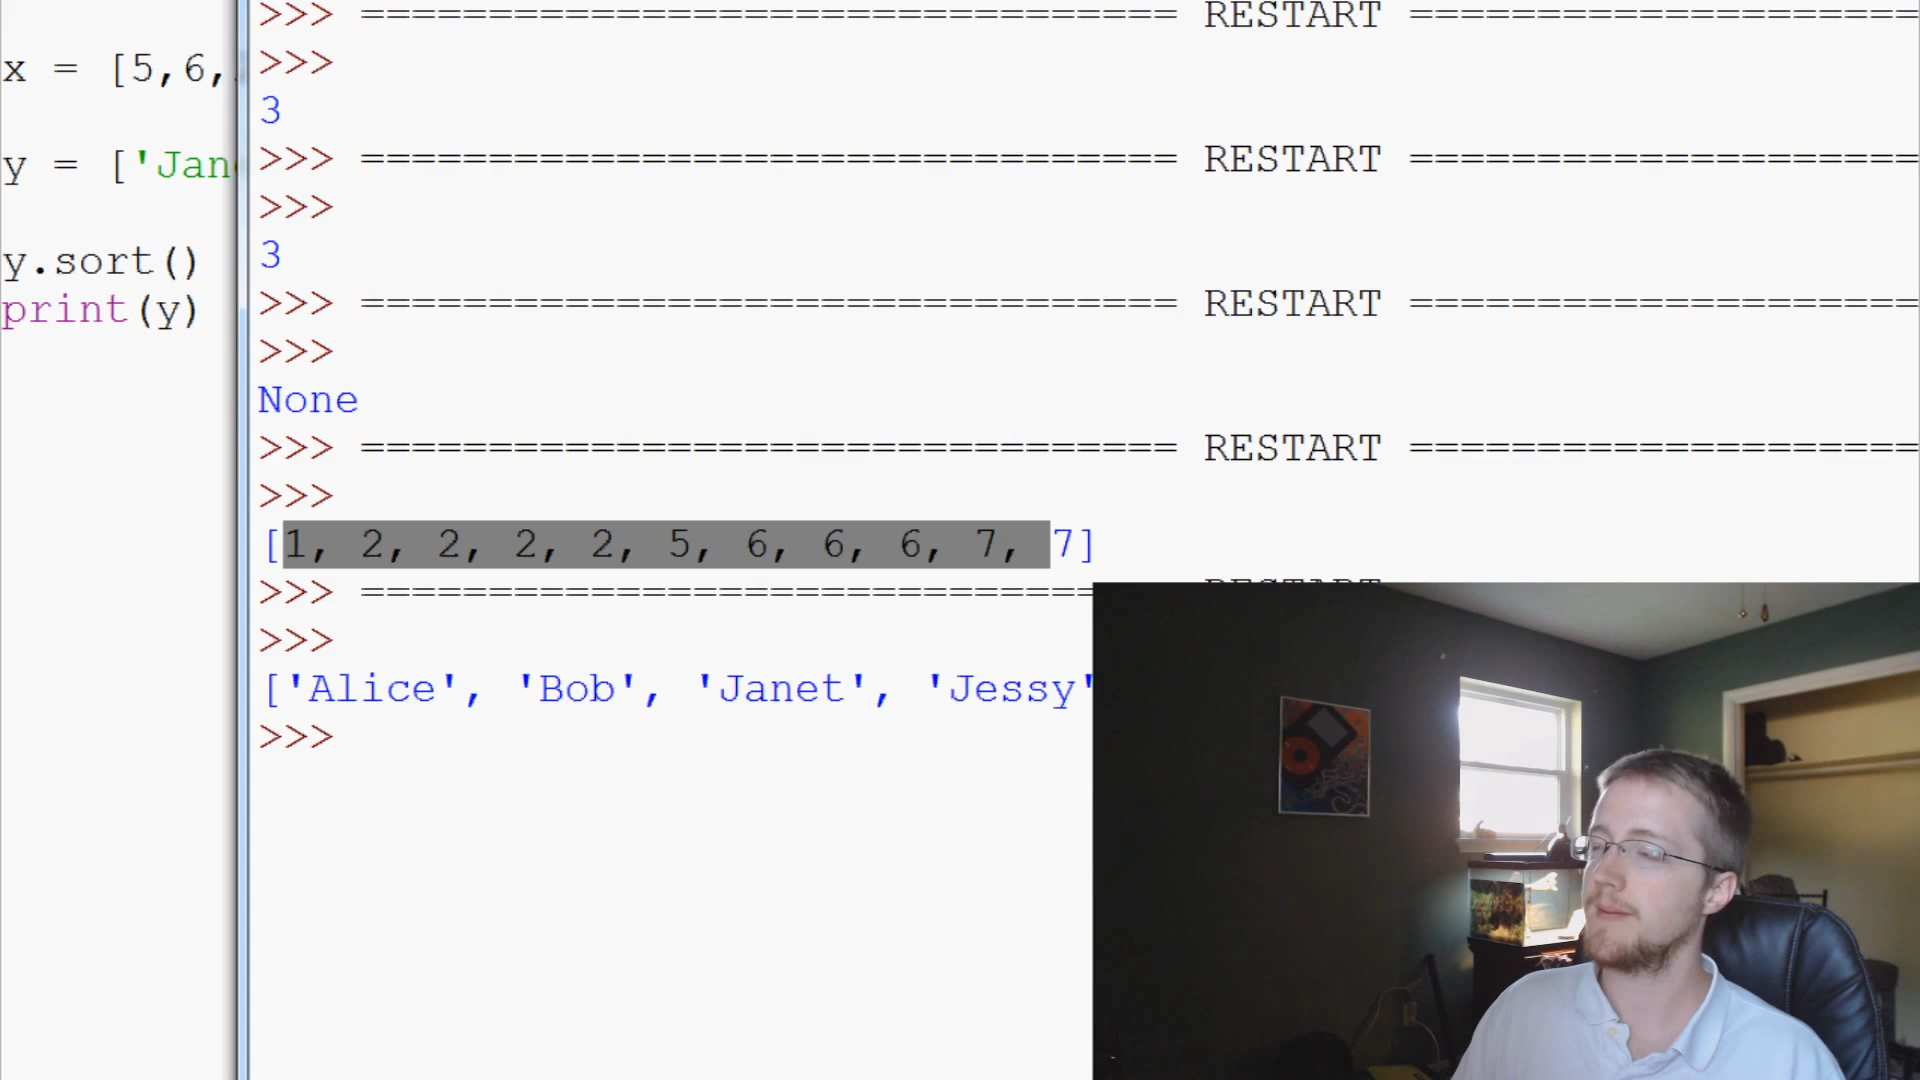 x = [5,6,
y = ['Jan
y.sort()
print(y)
>>> ================================ RESTART ====================
>>>
3
>>> ================================ RESTART ====================
>>>
3
>>> ================================ RESTART ====================
>>>
None
>>> ================================ RESTART ====================
>>>
[1, 2, 2, 2, 2, 5, 6, 6, 6, 7, 7]
>>> ============================= RESTART
>>>
['Alice', 'Bob', 'Janet', 'Jessy'
>>>